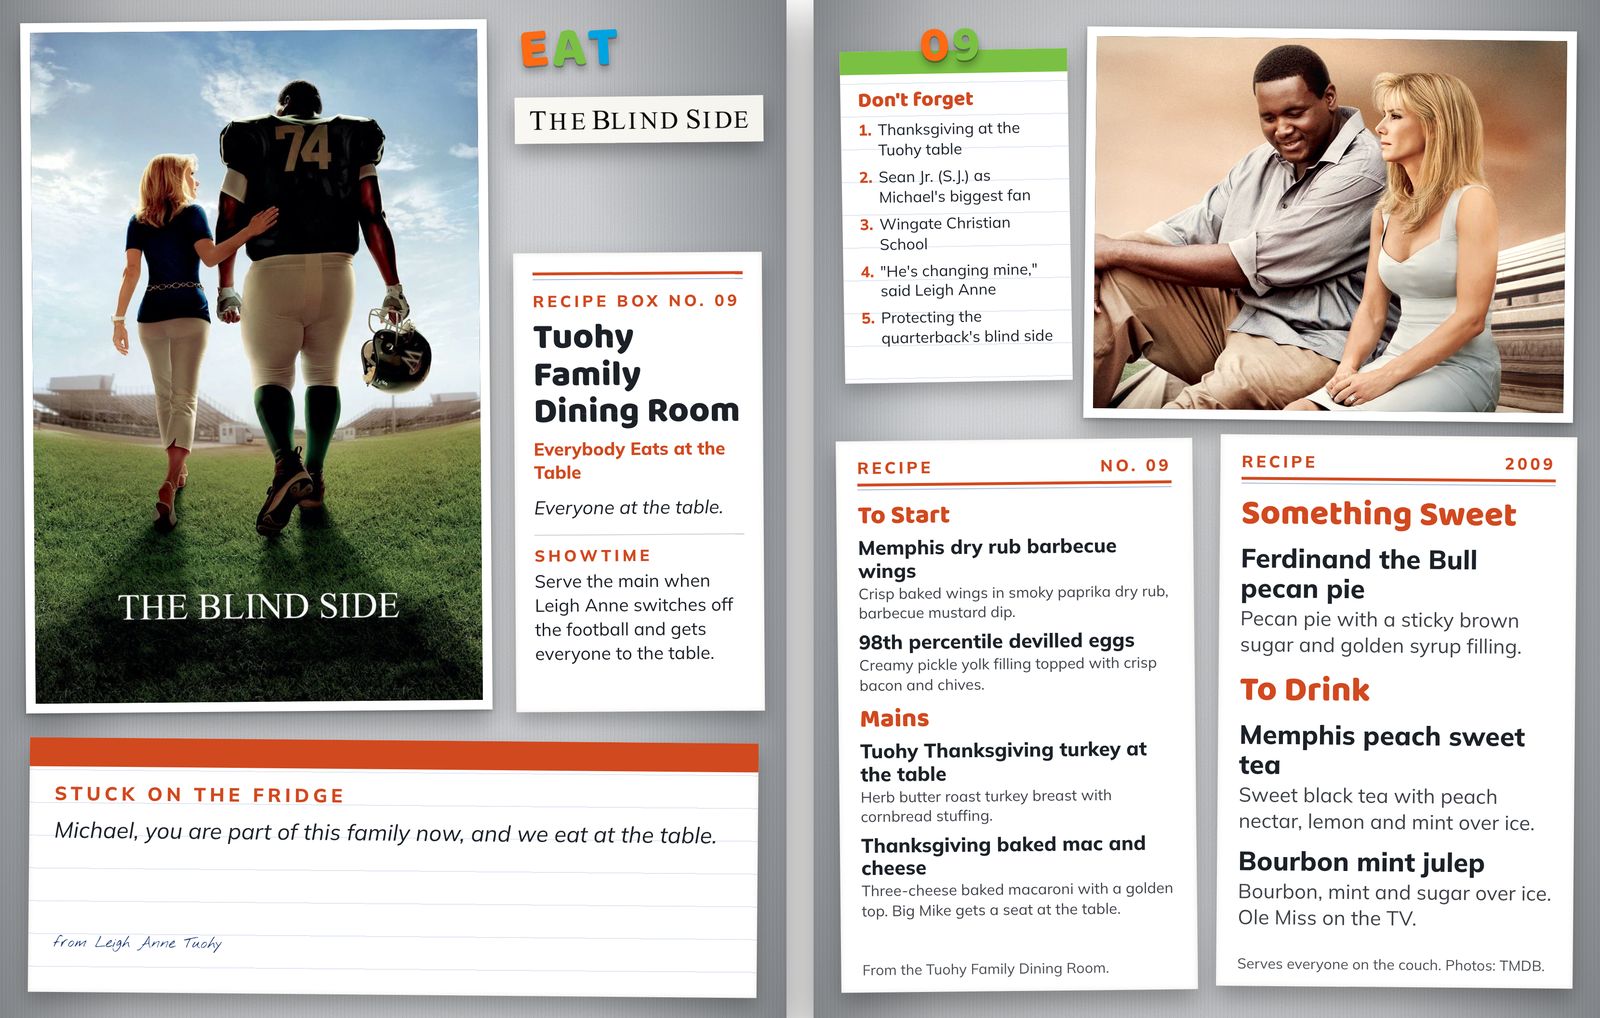 EAT
THE BLIND SIDE
74
THE BLIND SIDE
RECIPE BOX NO. 09
Tuohy
Family
Dining Room
Everybody Eats at the
Table
Everyone at the table.
SHOWTIME
Serve the main when
Leigh Anne switches off
the football and gets
everyone to the table.
STUCK ON THE FRIDGE
Michael, you are part of this family now, and we eat at the table.
from Leigh Anne Tuohy
09
Don't forget
1. Thanksgiving at the
Tuohy table
2. Sean Jr. (S.J.) as
Michael's biggest fan
3. Wingate Christian
School
4. "He's changing mine,"
said Leigh Anne
5. Protecting the
quarterback's blind side
RECIPE NO. 09
To Start
Memphis dry rub barbecue
wings
Crisp baked wings in smoky paprika dry rub,
barbecue mustard dip.
98th percentile devilled eggs
Creamy pickle yolk filling topped with crisp
bacon and chives.
Mains
Tuohy Thanksgiving turkey at
the table
Herb butter roast turkey breast with
cornbread stuffing.
Thanksgiving baked mac and
cheese
Three-cheese baked macaroni with a golden
top. Big Mike gets a seat at the table.
From the Tuohy Family Dining Room.
RECIPE 2009
Something Sweet
Ferdinand the Bull
pecan pie
Pecan pie with a sticky brown
sugar and golden syrup filling.
To Drink
Memphis peach sweet
tea
Sweet black tea with peach
nectar, lemon and mint over ice.
Bourbon mint julep
Bourbon, mint and sugar over ice.
Ole Miss on the TV.
Serves everyone on the couch. Photos: TMDB.